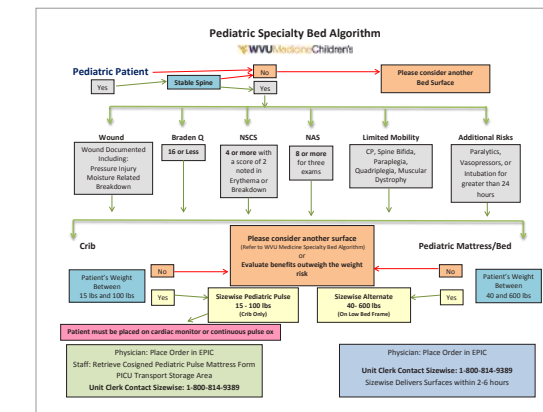 Pediatric Specialty Bed Algorithm
WVUMedicineChildren's
Pediatric Patient
No
Please consider another
Bed Surface
Yes
Stable Spine
Yes
Wound
Braden Q
NSCS
NAS
Limited Mobility
Additional Risks
Wound Documented
Including:
Pressure Injury
Moisture Related
Breakdown
16 or Less
4 or more with
a score of 2
noted in
Erythema or
Breakdown
8 or more
for three
exams
CP, Spine Bifida,
Paraplegia,
Quadriplegia, Muscular
Dystrophy
Paralytics,
Vasopressors, or
Intubation for
greater than 24
hours
Crib
Please consider another surface
(Refer to WVU Medicine Specialty Bed Algorithm)
or
Evaluate benefits outweigh the weight
risk
Pediatric Mattress/Bed
Patient's Weight
Between
15 lbs and 100 lbs
No
Yes
No
Yes
Patient's Weight
Between
40 and 600 lbs
Sizewise Pediatric Pulse
15 - 100 lbs
(Crib Only)
Sizewise Alternate
40- 600 lbs
(On Low Bed Frame)
Patient must be placed on cardiac monitor or continuous pulse ox
Physician: Place Order in EPIC
Staff: Retrieve Cosigned Pediatric Pulse Mattress Form
PICU Transport Storage Area
Unit Clerk Contact Sizewise: 1-800-814-9389
Physician: Place Order in EPIC
Unit Clerk Contact Sizewise: 1-800-814-9389
Sizewise Delivers Surfaces within 2-6 hours